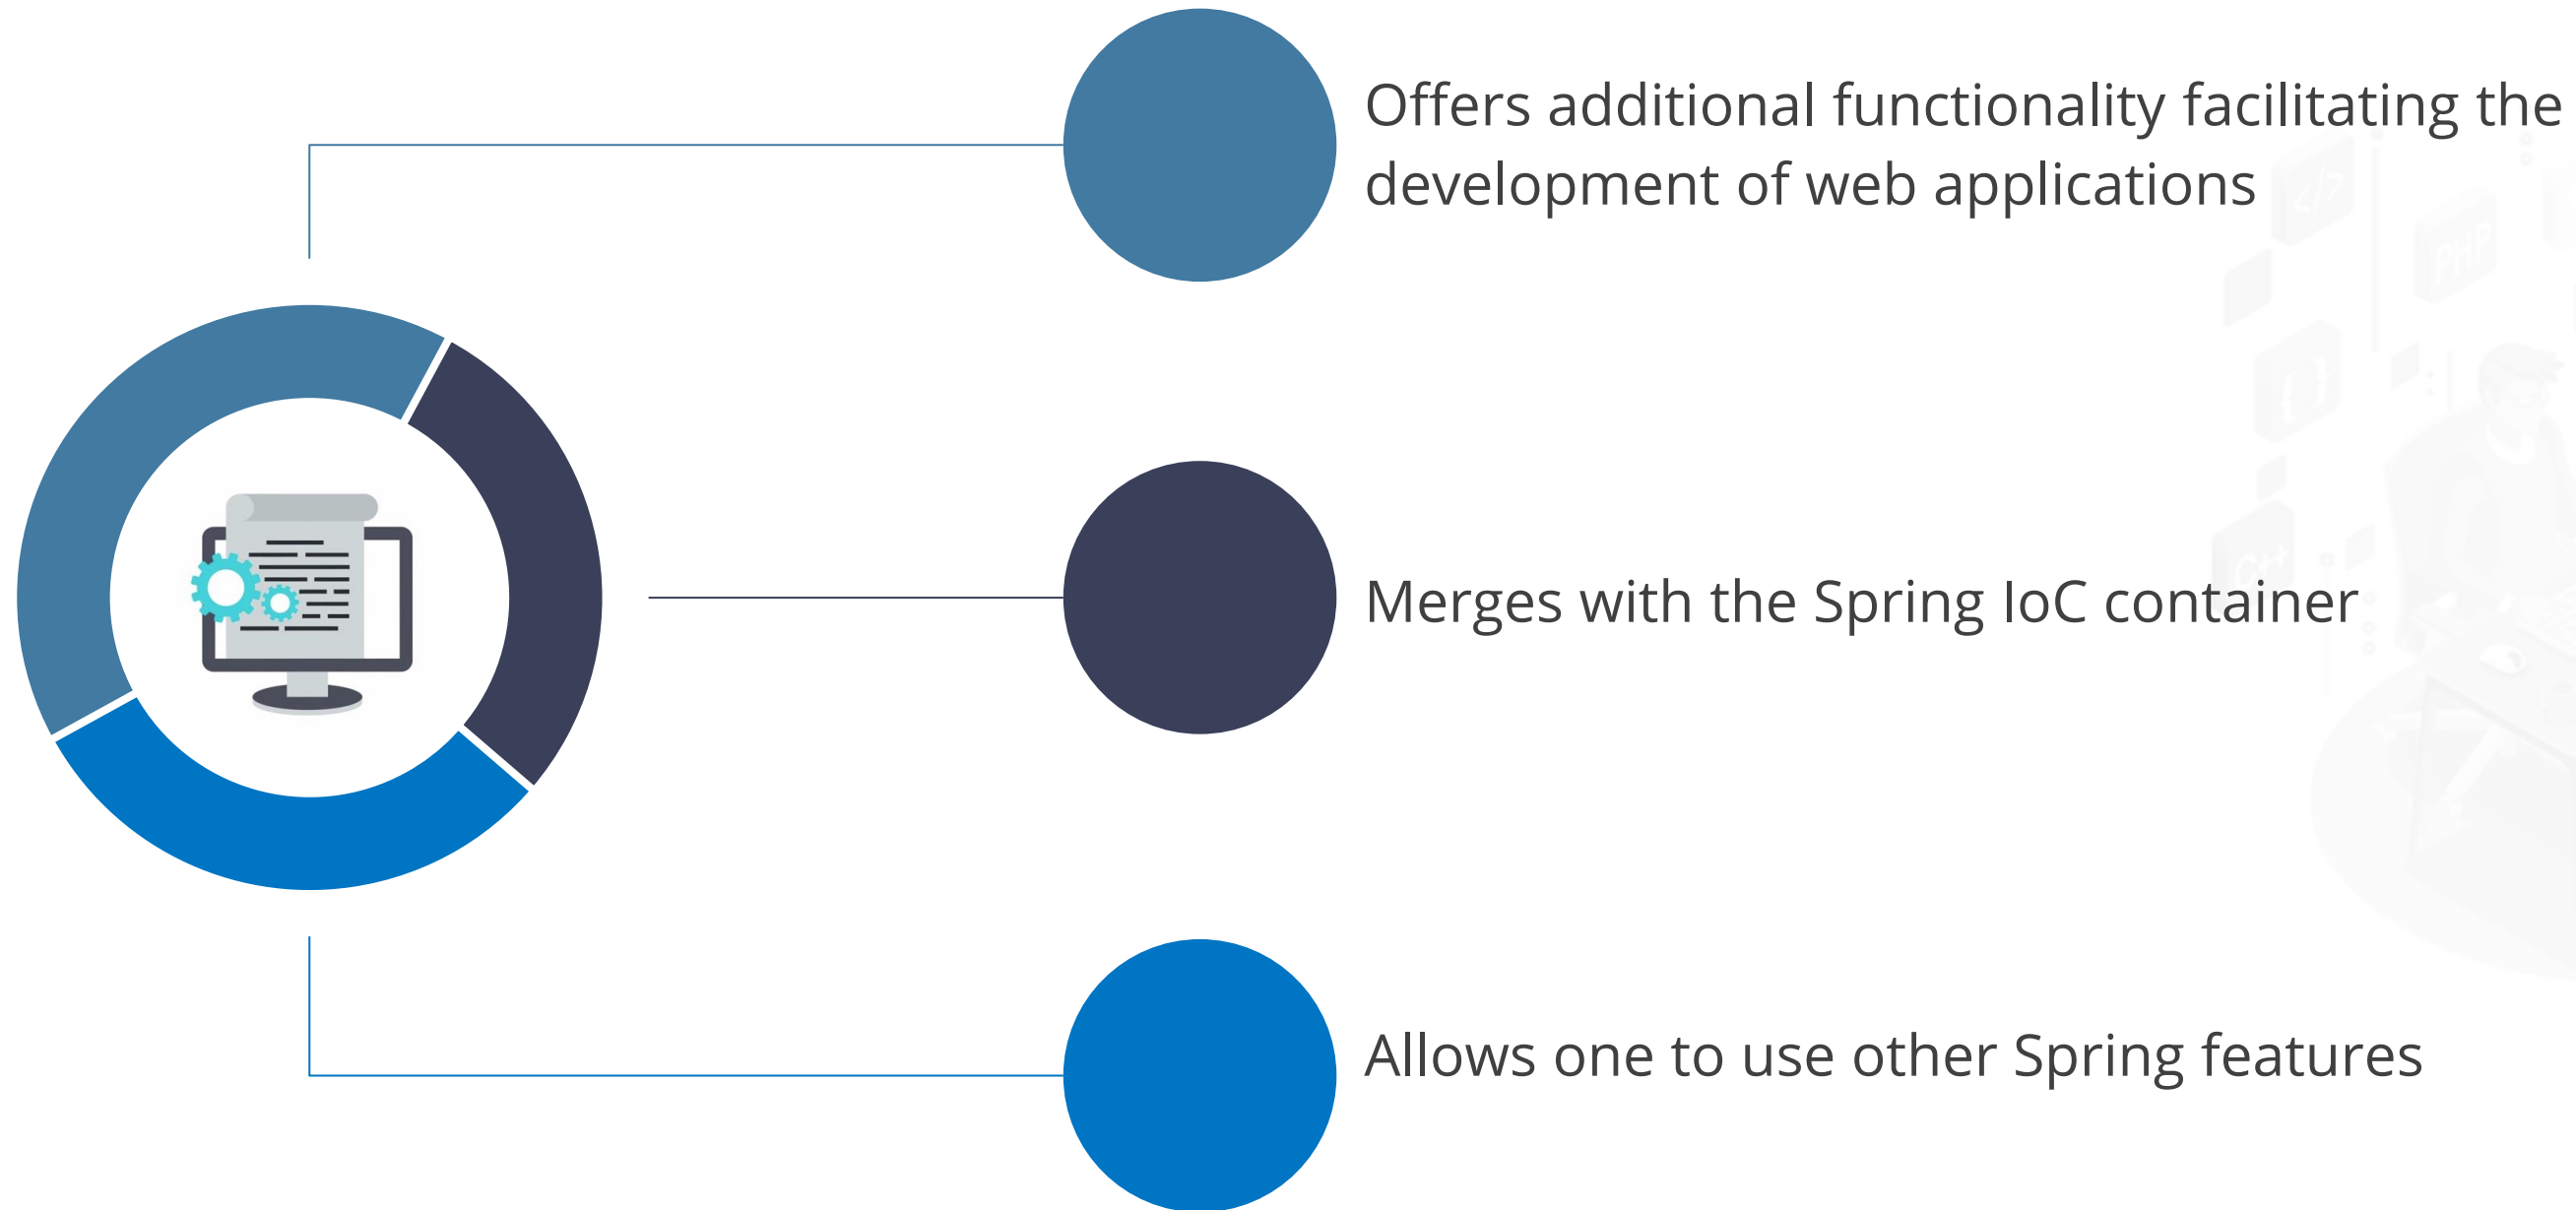 Offers additional functionality facilitating the
development of web applications
</>
PHP
{ }
Merges with the Spring IoC container
C++
Allows one to use other Spring features